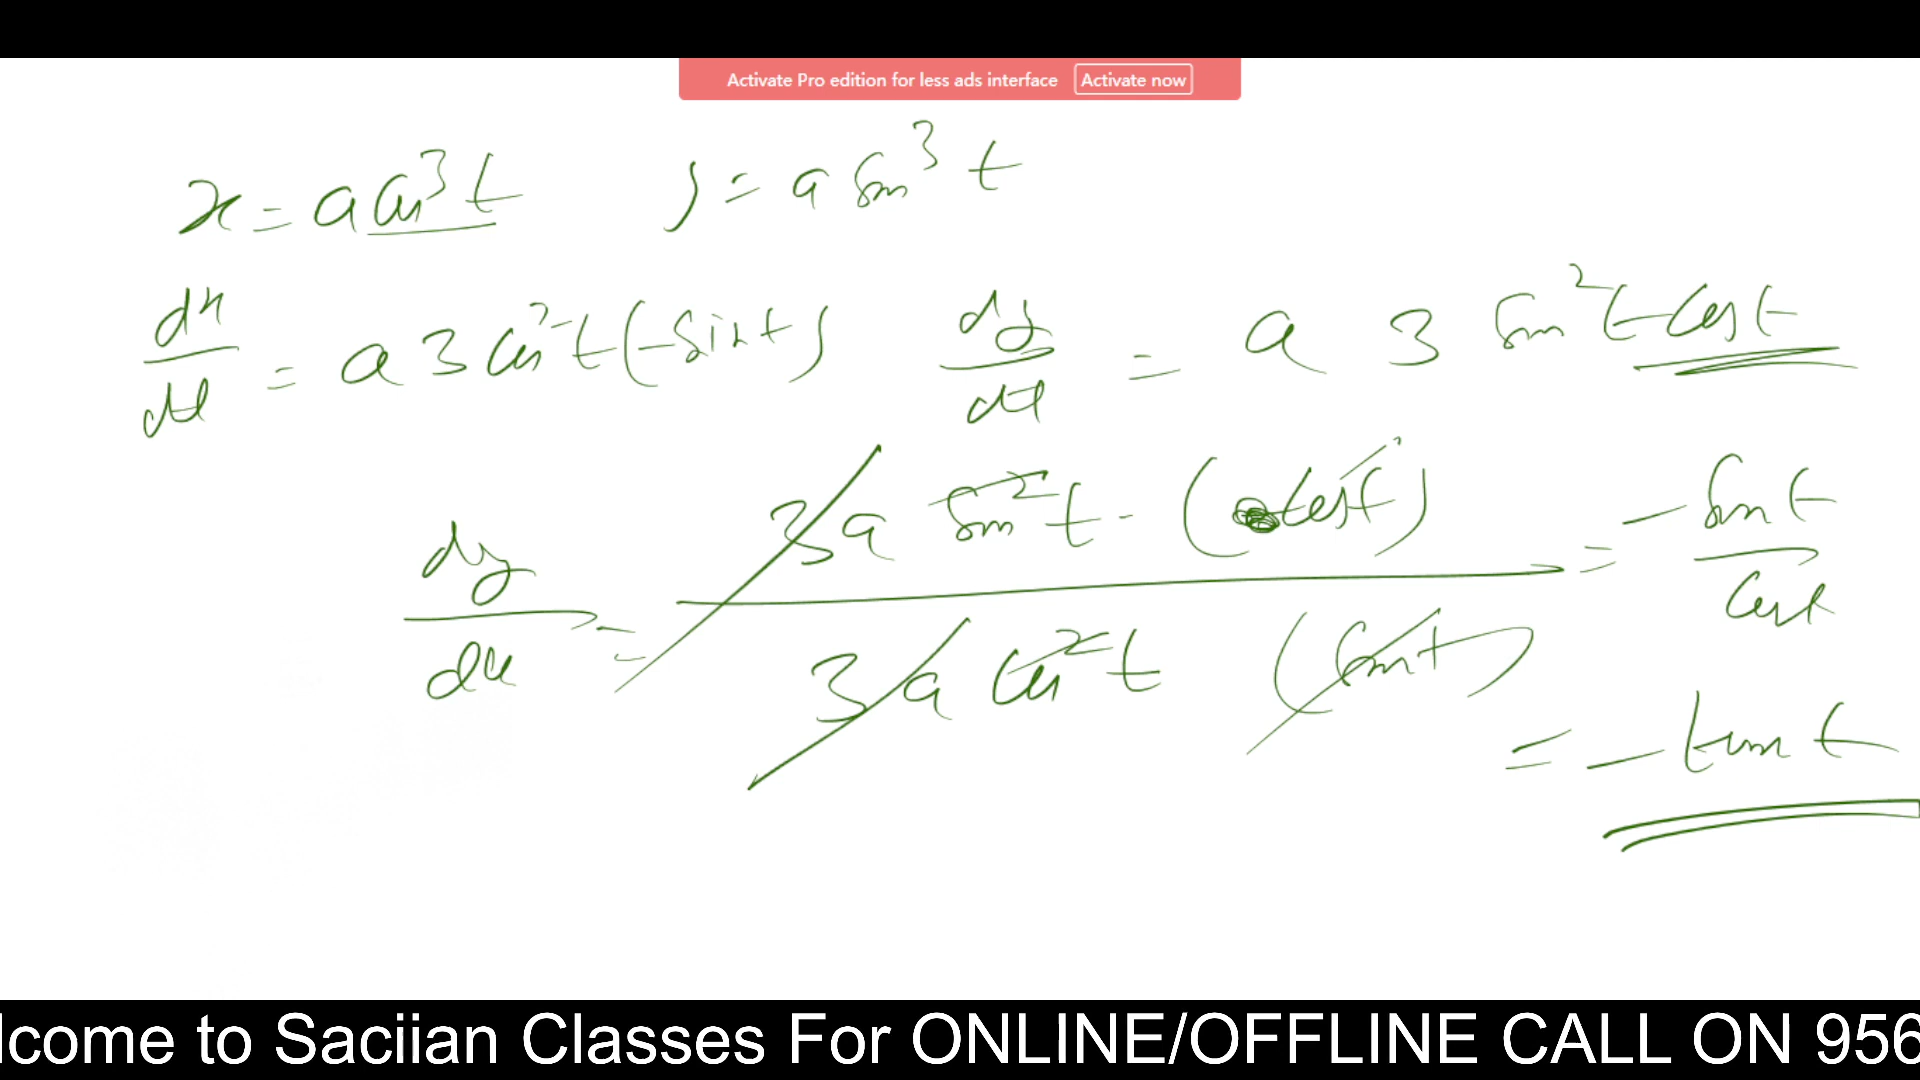 Activate Pro edition for less ads interface Activate now
x = a cos³ t y = a sin³ t
dx/dt = a 3 cos² t (-sin t) dy/dt = a 3 sin² t cos t
dy/dx = 3a sin² t · (cos t) / 3a cos² t (sin t) = - sin t / cos t
= - tan t
lcome to Saciian Classes For ONLINE/OFFLINE CALL ON 956